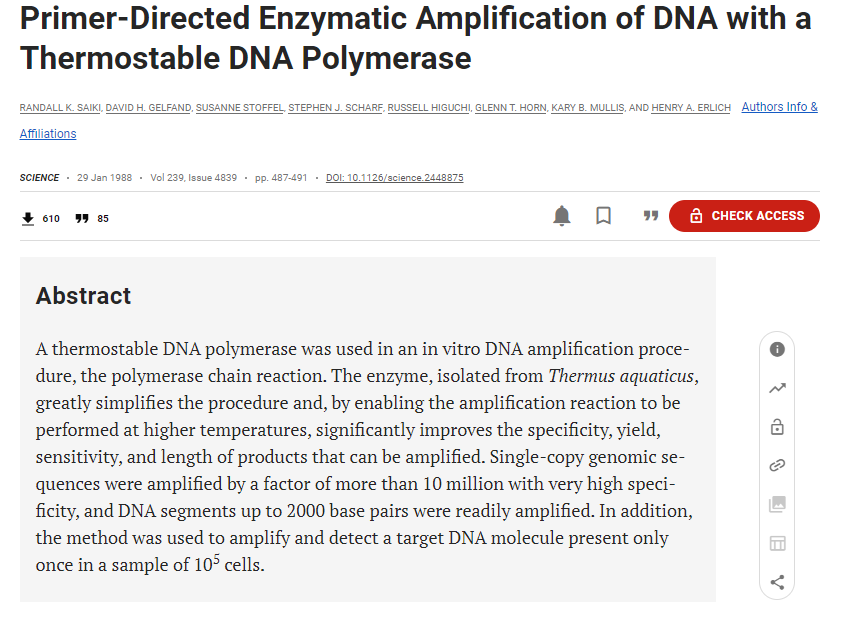 Primer-Directed Enzymatic Amplification of DNA with a
Thermostable DNA Polymerase
RANDALL K. SAIKI, DAVID H. GELFAND, SUSANNE STOFFEL, STEPHEN J. SCHARF, RUSSELL HIGUCHI, GLENN T. HORN, KARY B. MULLIS, AND HENRY A. ERLICH Authors Info &
Affiliations
SCIENCE · 29 Jan 1988 · Vol 239, Issue 4839 · pp. 487-491 · DOI: 10.1126/science.2448875
610 85 CHECK ACCESS
Abstract
A thermostable DNA polymerase was used in an in vitro DNA amplification proce-
dure, the polymerase chain reaction. The enzyme, isolated from Thermus aquaticus,
greatly simplifies the procedure and, by enabling the amplification reaction to be
performed at higher temperatures, significantly improves the specificity, yield,
sensitivity, and length of products that can be amplified. Single-copy genomic se-
quences were amplified by a factor of more than 10 million with very high speci-
ficity, and DNA segments up to 2000 base pairs were readily amplified. In addition,
the method was used to amplify and detect a target DNA molecule present only
once in a sample of 10⁵ cells.